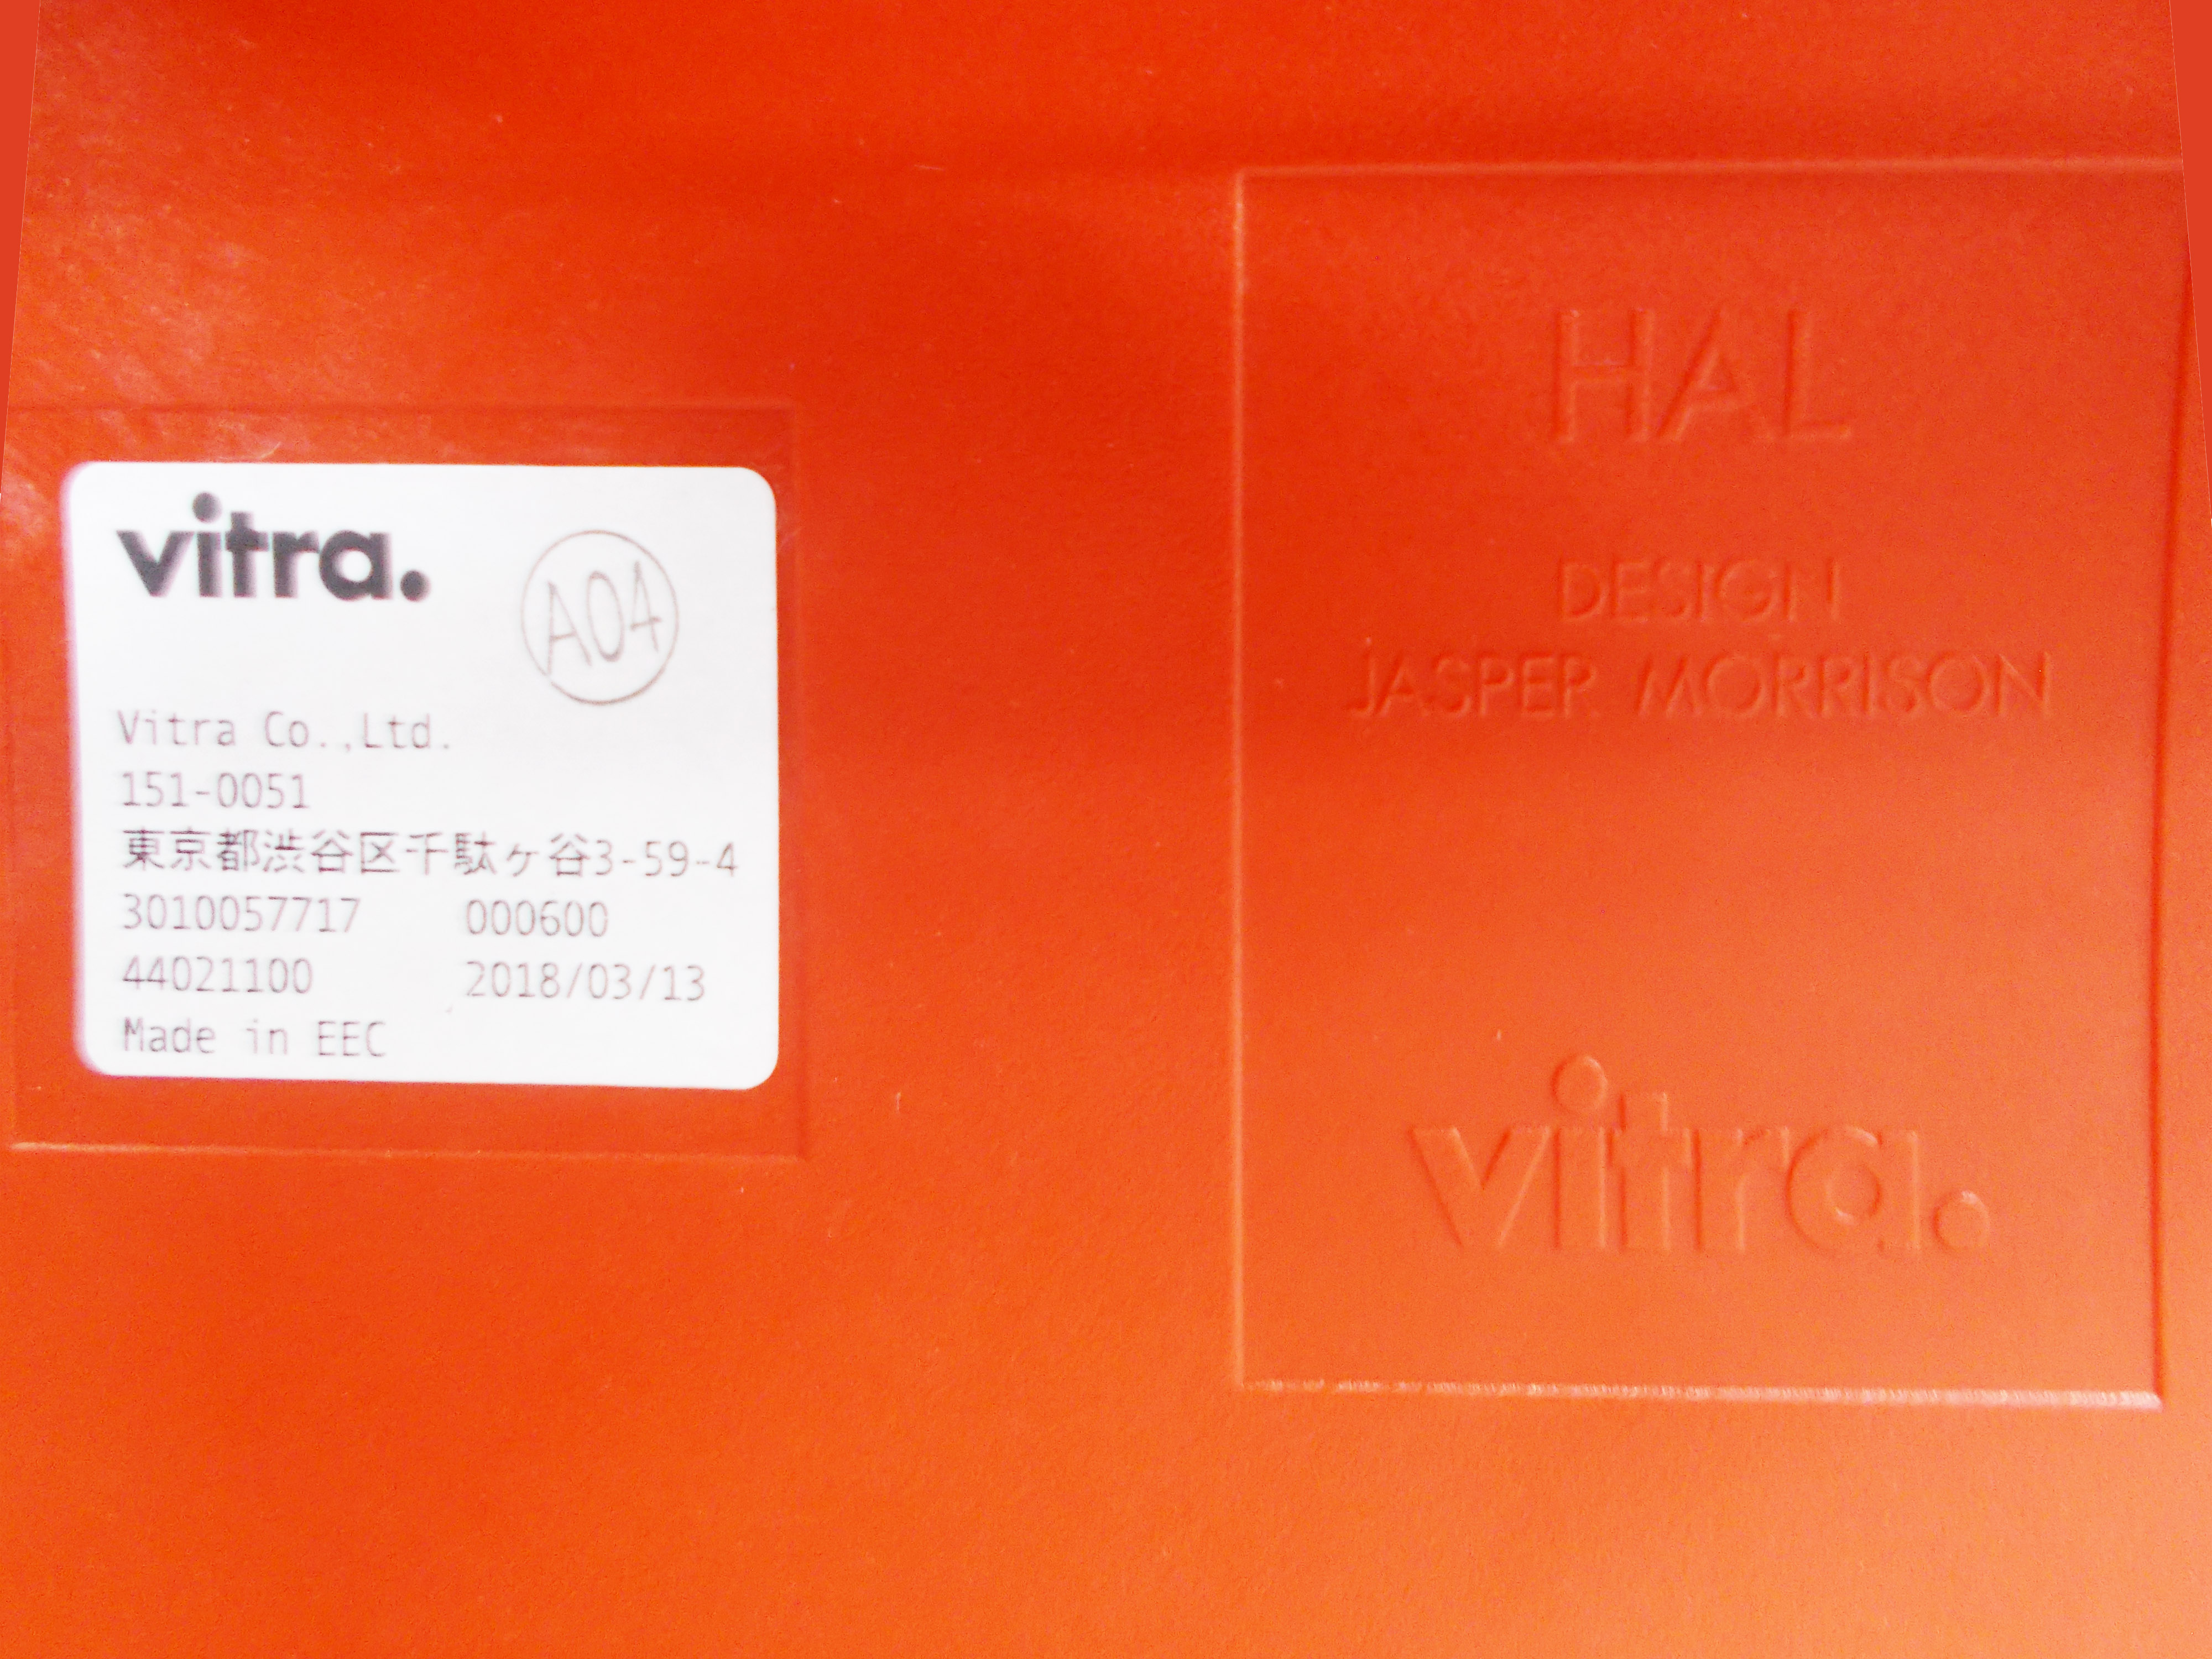 vitra.
A04
Vitra Co.,Ltd.
151-0051
東京都渋谷区千駄ヶ谷3-59-4
3010057717 000600
44021100 2018/03/13
Made in EEC
HAL
DESIGN
JASPER MORRISON
vitra.